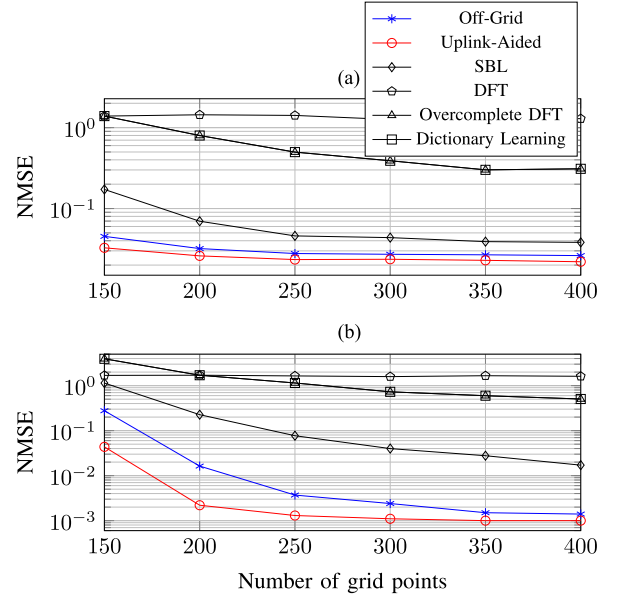 Off-Grid
Uplink-Aided
SBL
DFT
Overcomplete DFT
Dictionary Learning
(a)
NMSE
10^0
10^-1
150 200 250 300 350 400
(b)
NMSE
10^0
10^-1
10^-2
10^-3
150 200 250 300 350 400
Number of grid points